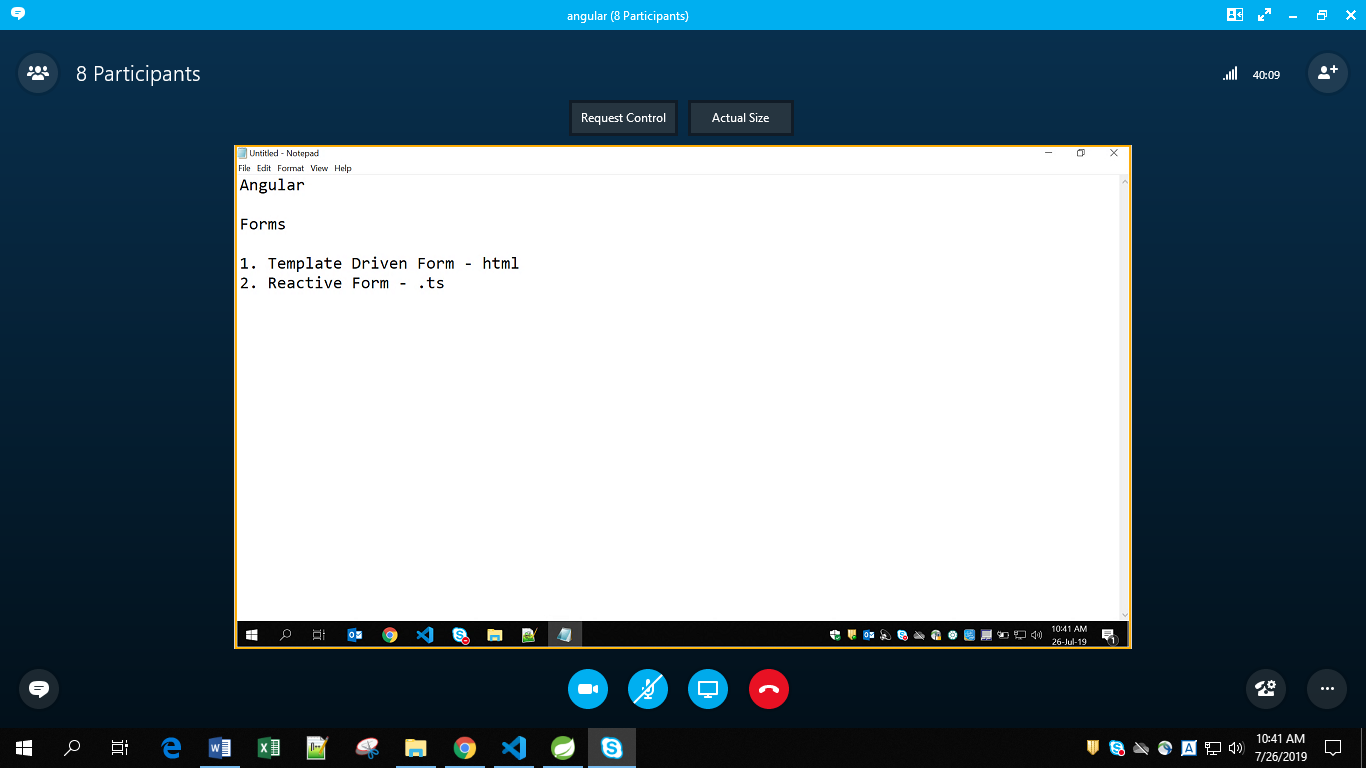 angular (8 Participants)
8 Participants
40:09
Request Control
Actual Size
Untitled - Notepad
File Edit Format View Help
Angular
Forms
1. Template Driven Form - html
2. Reactive Form - .ts
10:41 AM
26-Jul-19
1
10:41 AM
7/26/2019